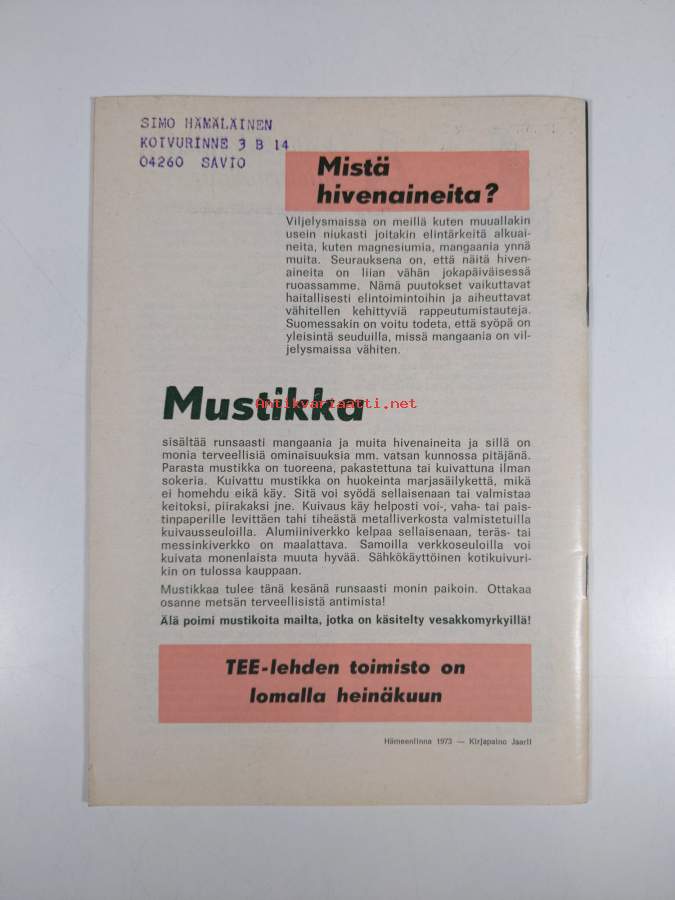 SIMO HÄMÄLÄINEN
KOIVURINNE 3 B 14
04260 SAVIO
Mistä
hivenaineita?
Viljelysmaissa on meillä kuten muuallakin
usein niukasti joitakin elintärkeitä alkuai-
neita, kuten magnesiumia, mangaania ynnä
muita. Seurauksena on, että näitä hiven-
aineita on liian vähän jokapäiväisessä
ruoassamme. Nämä puutokset vaikuttavat
haitallisesti elintoimintoihin ja aiheuttavat
vähitellen kehittyviä rappeutumistauteja.
Suomessakin on voitu todeta, että syöpä on
yleisintä seuduilla, missä mangaania on vil-
jelysmaissa vähiten.
Mustikka
Antikvariaatti.net
sisältää runsaasti mangaania ja muita hivenaineita ja sillä on
monia terveellisiä ominaisuuksia mm. vatsan kunnossa pitäjänä.
Parasta mustikka on tuoreena, pakastettuna tai kuivattuna ilman
sokeria. Kuivattu mustikka on huokeinta marjasäilykettä, mikä
ei homehdu eikä käy. Sitä voi syödä sellaisenaan tai valmistaa
keitoksi, piirakaksi jne. Kuivaus käy helposti voi-, vaha- tai pais-
tinpaperille levittäen tahi tiheästä metalliverkosta valmistetuilla
kuivausseuloilla. Alumiiniverkko kelpaa sellaisenaan, teräs- tai
messinkiverkko on maalattava. Samoilla verkkoseuloilla voi
kuivata monenlaista muuta hyvää. Sähkökäyttöinen kotikuivuri-
kin on tulossa kauppaan.
Mustikkaa tulee tänä kesänä runsaasti monin paikoin. Ottakaa
osanne metsän terveellisistä antimista!
Älä poimi mustikoita mailta, jotka on käsitelty vesakkomyrkyillä!
TEE-lehden toimisto on
lomalla heinäkuun
Hämeenlinna 1973 — Kirjapaino Jaarli